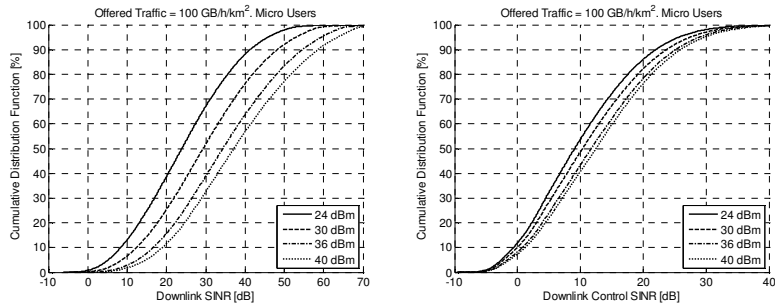 Offered Traffic = 100 GB/h/km². Micro Users
100
90
80
70
60
50
40
30
20
10
0
Cumulative Distribution Function [%]
-10 0 10 20 30 40 50 60 70
Downlink SINR [dB]
24 dBm
30 dBm
36 dBm
40 dBm
Offered Traffic = 100 GB/h/km². Micro Users
100
90
80
70
60
50
40
30
20
10
0
Cumulative Distribution Function [%]
-10 0 10 20 30 40
Downlink Control SINR [dB]
24 dBm
30 dBm
36 dBm
40 dBm